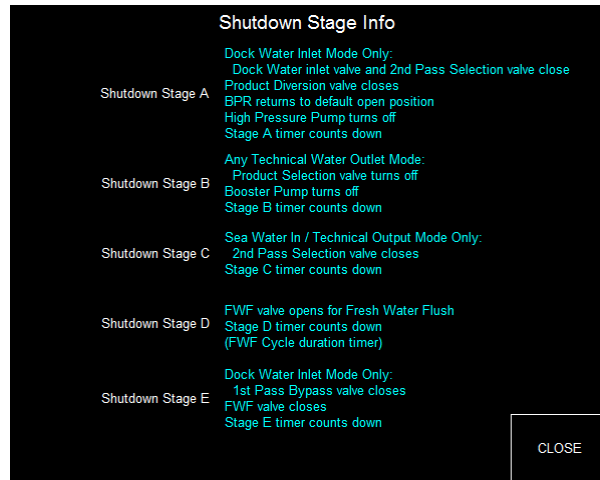 Shutdown Stage Info
Shutdown Stage A
Dock Water Inlet Mode Only:
Dock Water inlet valve and 2nd Pass Selection valve close
Product Diversion valve closes
BPR returns to default open position
High Pressure Pump turns off
Stage A timer counts down
Shutdown Stage B
Any Technical Water Outlet Mode:
Product Selection valve turns off
Booster Pump turns off
Stage B timer counts down
Shutdown Stage C
Sea Water In / Technical Output Mode Only:
2nd Pass Selection valve closes
Stage C timer counts down
Shutdown Stage D
FWF valve opens for Fresh Water Flush
Stage D timer counts down
(FWF Cycle duration timer)
Shutdown Stage E
Dock Water Inlet Mode Only:
1st Pass Bypass valve closes
FWF valve closes
Stage E timer counts down
CLOSE